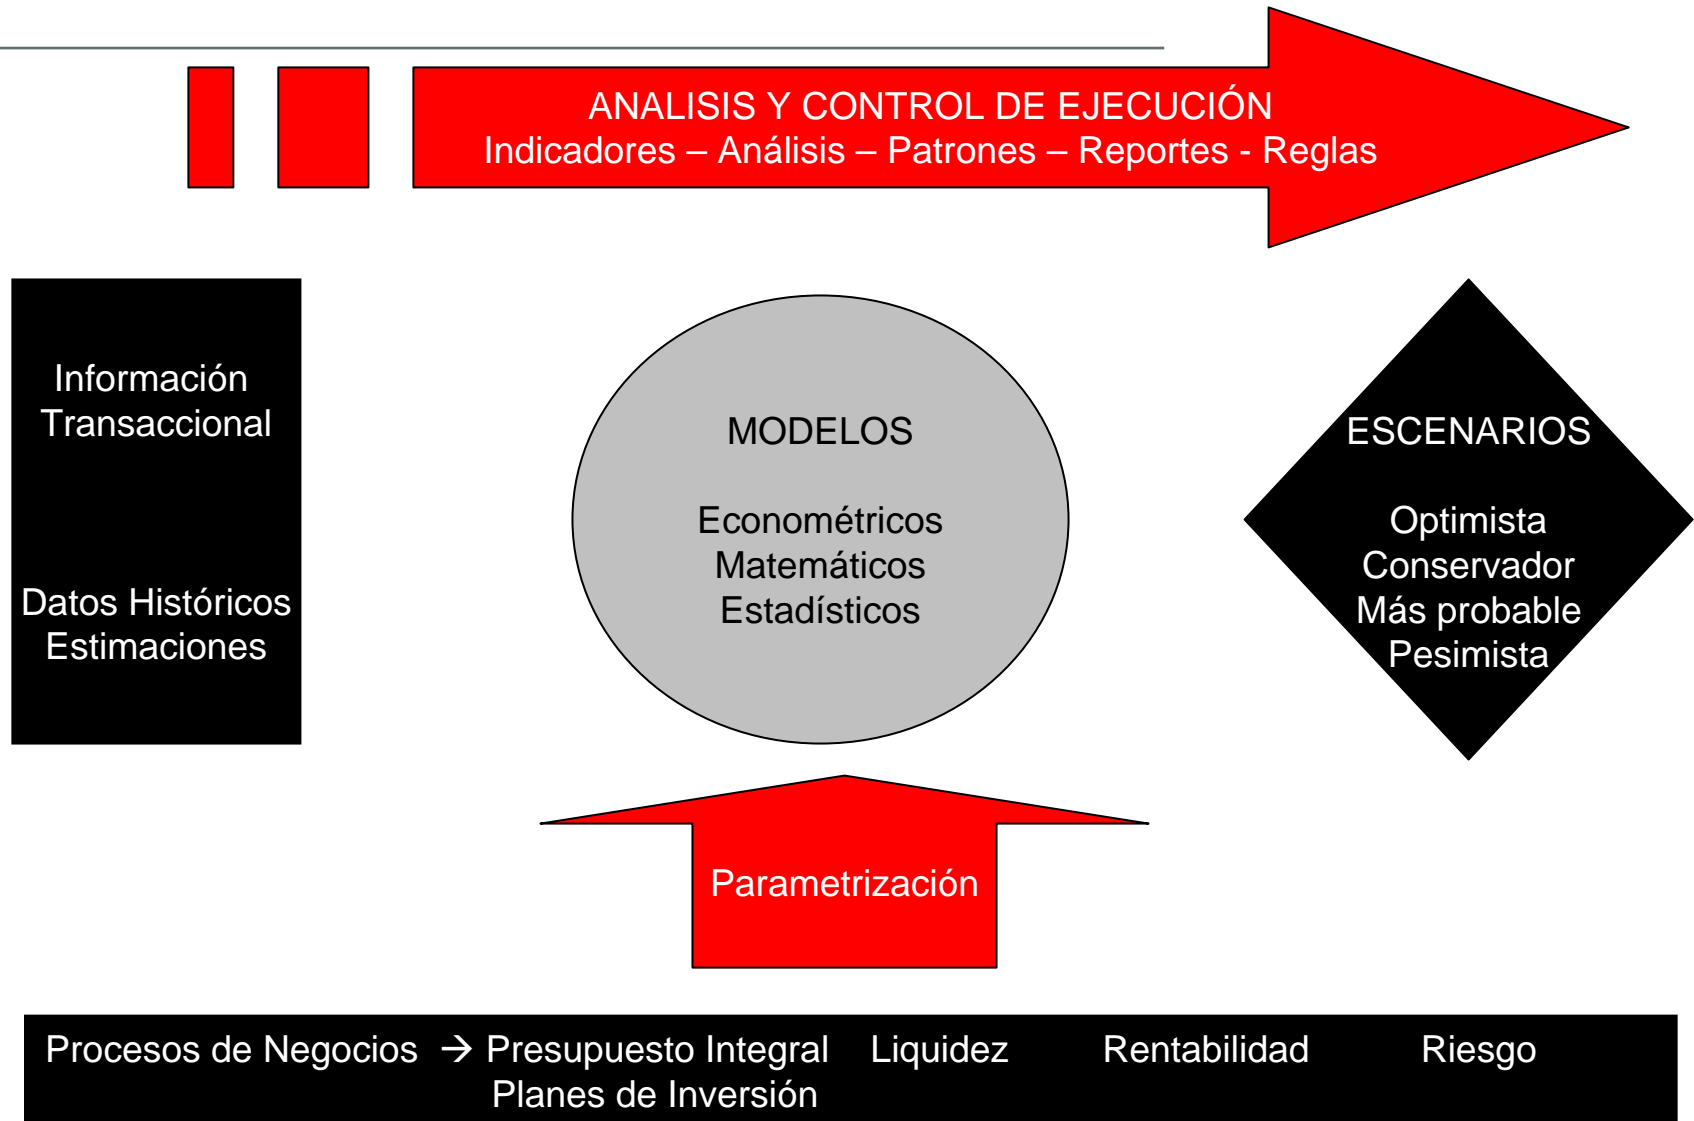 ANALISIS Y CONTROL DE EJECUCIÓN
Indicadores – Análisis – Patrones – Reportes - Reglas
Información
Transaccional
Datos Históricos
Estimaciones
MODELOS
Econométricos
Matemáticos
Estadísticos
ESCENARIOS
Optimista
Conservador
Más probable
Pesimista
Parametrización
Procesos de Negocios → Presupuesto Integral Liquidez Rentabilidad Riesgo
Planes de Inversión